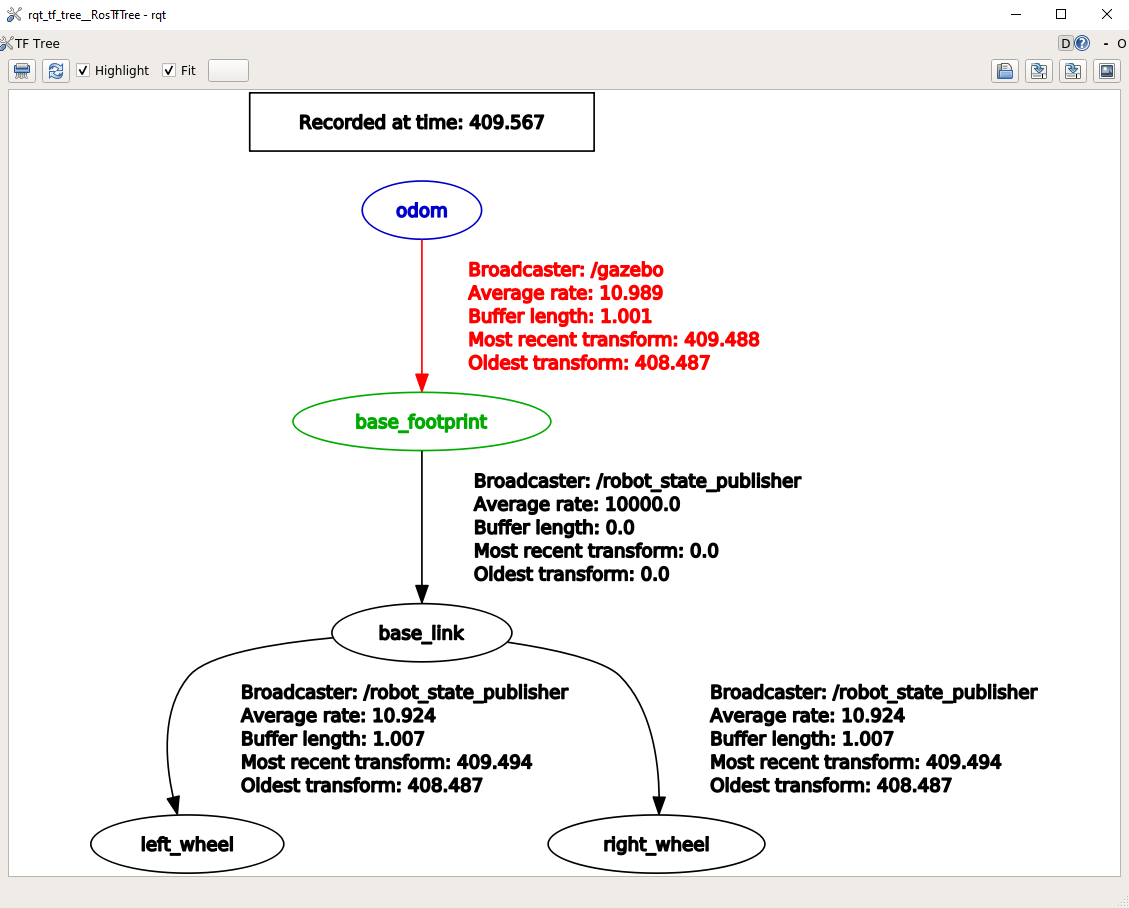 rqt_tf_tree__RosTfTree - rqt
TF Tree
D
?
- O
Highlight
Fit
Recorded at time: 409.567
odom
Broadcaster: /gazebo
Average rate: 10.989
Buffer length: 1.001
Most recent transform: 409.488
Oldest transform: 408.487
base_footprint
Broadcaster: /robot_state_publisher
Average rate: 10000.0
Buffer length: 0.0
Most recent transform: 0.0
Oldest transform: 0.0
base_link
Broadcaster: /robot_state_publisher
Average rate: 10.924
Buffer length: 1.007
Most recent transform: 409.494
Oldest transform: 408.487
Broadcaster: /robot_state_publisher
Average rate: 10.924
Buffer length: 1.007
Most recent transform: 409.494
Oldest transform: 408.487
left_wheel
right_wheel